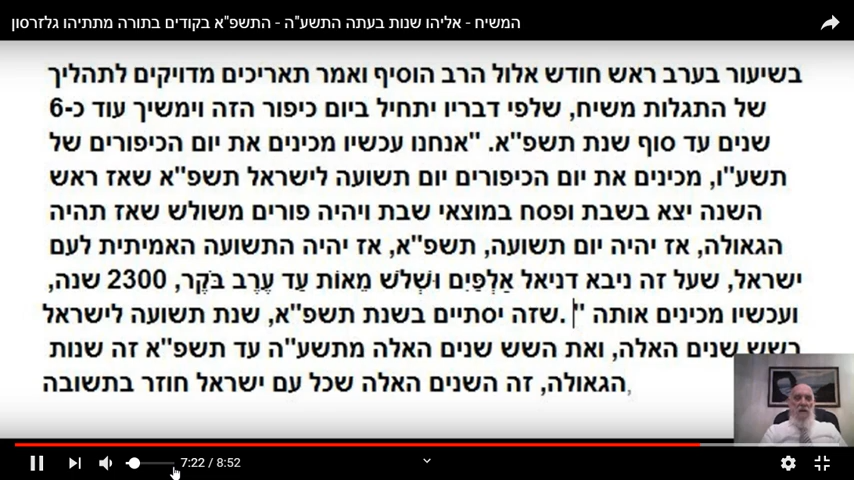 המשיח - אליהו שנות בעתה התשע"ה - התשפ"א בקודים בתורה מתתיהו גלזרסון
בשיעור בערב ראש חודש אלול הרב הוסיף ואמר תאריכים מדויקים לתהליך
של התגלות משיח, שלפי דבריו יתחיל ביום כיפור הזה וימשיך עוד כ-6
שנים עד סוף שנת תשפ"א. "אנחנו עכשיו מכינים את יום הכיפורים של
תשע"ו, מכינים את יום הכיפורים יום תשועה לישראל תשפ"א שאז ראש
השנה יצא בשבת ופסח במוצאי שבת ויהיה פורים משולש שאז תהיה
הגאולה, אז יהיה יום תשועה, תשפ"א, אז יהיה התשועה האמיתית לעם
ישראל, שעל זה ניבא דניאל אַלְפַּיִם וּשְׁלֹשׁ מֵאוֹת עַד עֶרֶב בֹּקֶר, 2300 שנה,
ועכשיו מכינים אותה " .שזה יסתיים בשנת תשפ"א, שנת תשועה לישראל
בשש שנים האלה, ואת השש שנים האלה מתשע"ה עד תשפ"א זה שנות
הגאולה, זה השנים האלה שכל עם ישראל חוזר בתשובה,
7:22 / 8:52